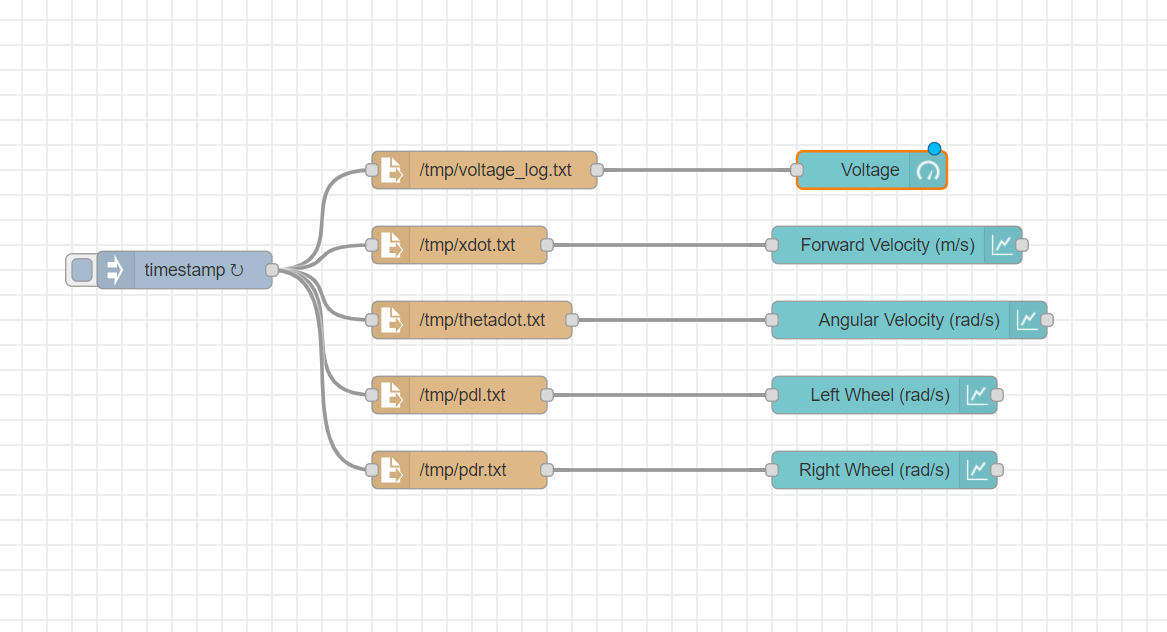 /tmp/voltage_log.txt
Voltage
/tmp/xdot.txt
Forward Velocity (m/s)
timestamp ↻
/tmp/thetadot.txt
Angular Velocity (rad/s)
/tmp/pdl.txt
Left Wheel (rad/s)
/tmp/pdr.txt
Right Wheel (rad/s)